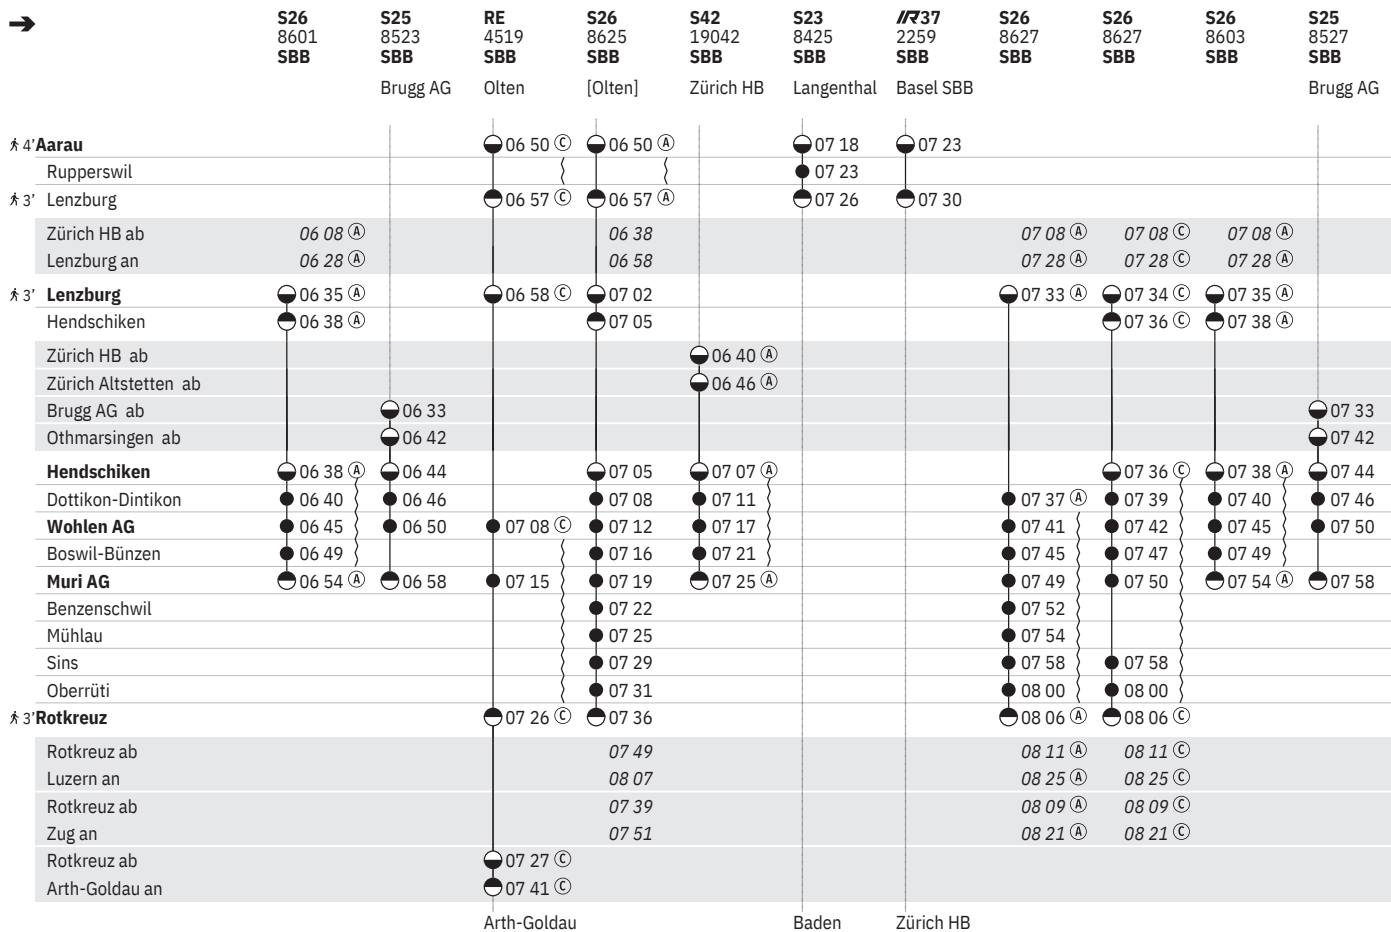 S26 S25 RE S26 S42 S23 IR37 S26 S26 S26 S25
8601 8523 4519 8625 19042 8425 2259 8627 8627 8603 8527
SBB SBB SBB SBB SBB SBB SBB SBB SBB SBB SBB
Brugg AG Olten [Olten] Zürich HB Langenthal Basel SBB Brugg AG
4' Aarau 06 50 C 06 50 A 07 18 07 23
Rupperswil 07 23
3' Lenzburg 06 57 C 06 57 A 07 26 07 30
Zürich HB ab 06 08 A 06 38 07 08 A 07 08 C 07 08 A
Lenzburg an 06 28 A 06 58 07 28 A 07 28 C 07 28 A
3' Lenzburg 06 35 A 06 58 C 07 02 07 33 A 07 34 C 07 35 A
Hendschiken 06 38 A 07 05 07 36 C 07 38 A
Zürich HB ab 06 40 A
Zürich Altstetten ab 06 46 A
Brugg AG ab 06 33 07 33
Othmarsingen ab 06 42 07 42
Hendschiken 06 38 A 06 44 07 05 07 07 A 07 36 C 07 38 A 07 44
Dottikon-Dintikon 06 40 06 46 07 08 07 11 07 37 A 07 39 07 40 07 46
Wohlen AG 06 45 06 50 07 08 C 07 12 07 17 07 41 07 42 07 45 07 50
Boswil-Bünzen 06 49 07 16 07 21 07 45 07 47 07 49
Muri AG 06 54 A 06 58 07 15 07 19 07 25 A 07 49 07 50 07 54 A 07 58
Benzenschwil 07 22 07 52
Mühlau 07 25 07 54
Sins 07 29 07 58 07 58
Oberrüti 07 31 08 00 08 00
3' Rotkreuz 07 26 C 07 36 08 06 A 08 06 C
Rotkreuz ab 07 49 08 11 A 08 11 C
Luzern an 08 07 08 25 A 08 25 C
Rotkreuz ab 07 39 08 09 A 08 09 C
Zug an 07 51 08 21 A 08 21 C
Rotkreuz ab 07 27 C
Arth-Goldau an 07 41 C
Arth-Goldau Baden Zürich HB